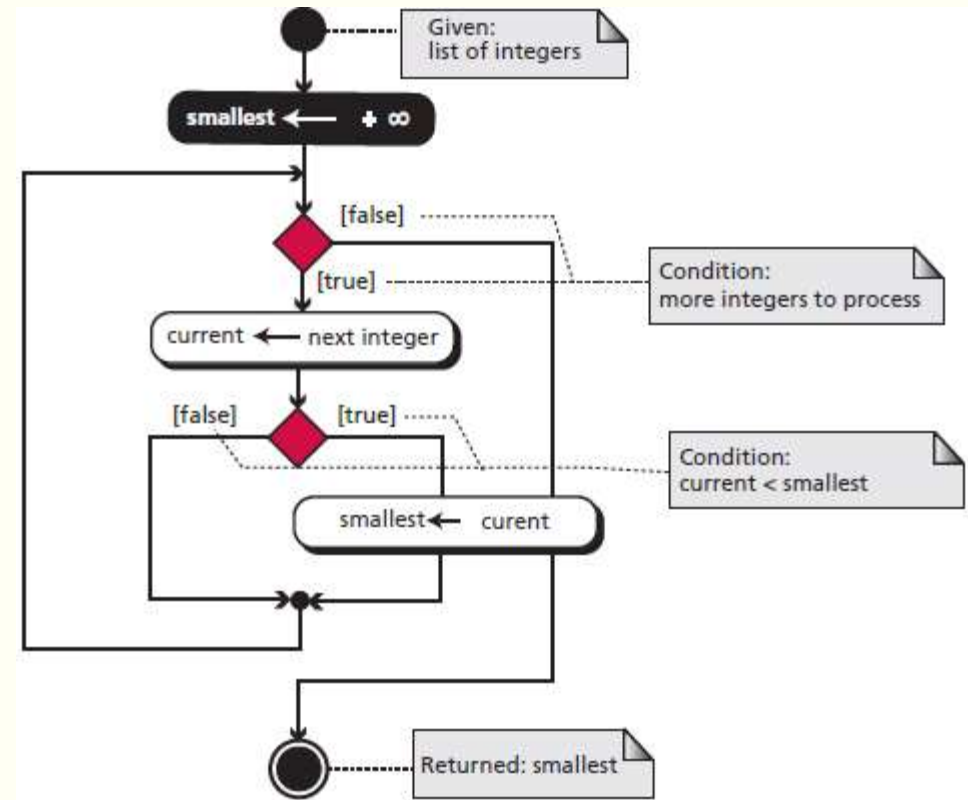 Given:
list of integers
smallest ← + ∞
[false]
[true]
Condition:
more integers to process
current ← next integer
[false] [true]
Condition:
current < smallest
smallest ← curent
Returned: smallest